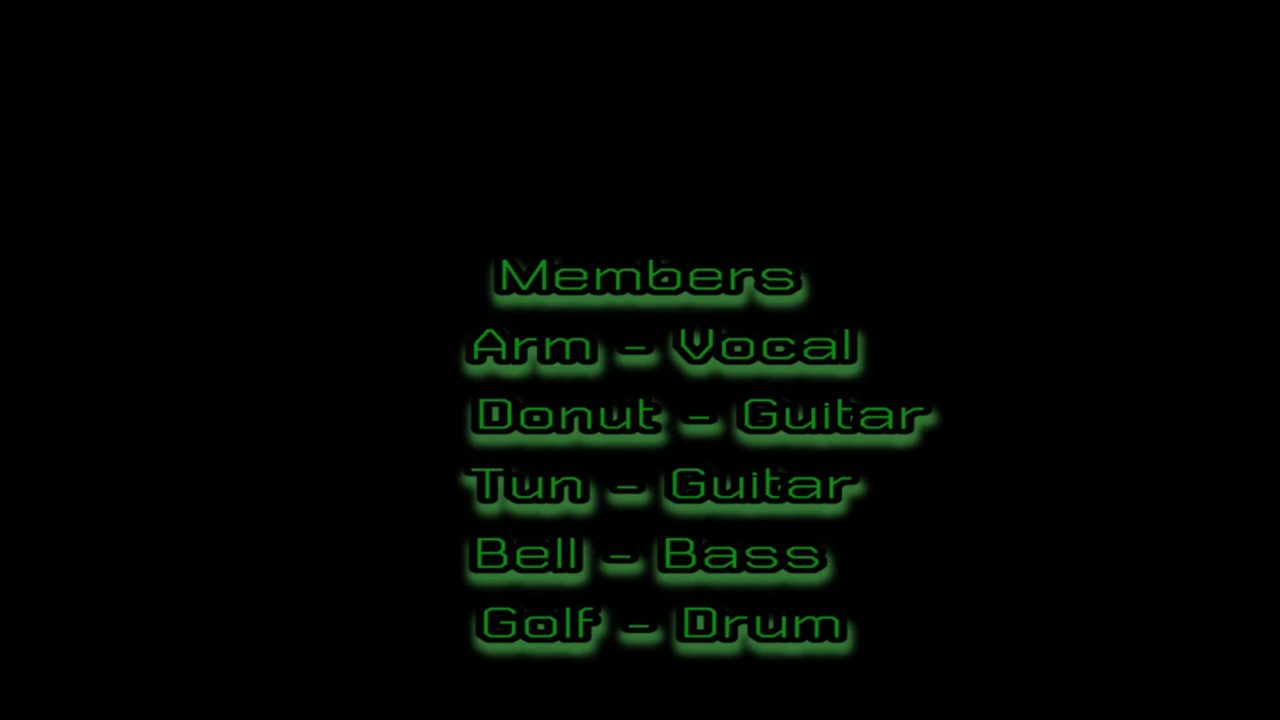 Members
Arm - Vocal
Donut - Guitar
Tun - Guitar
Bell - Bass
Golf - Drum